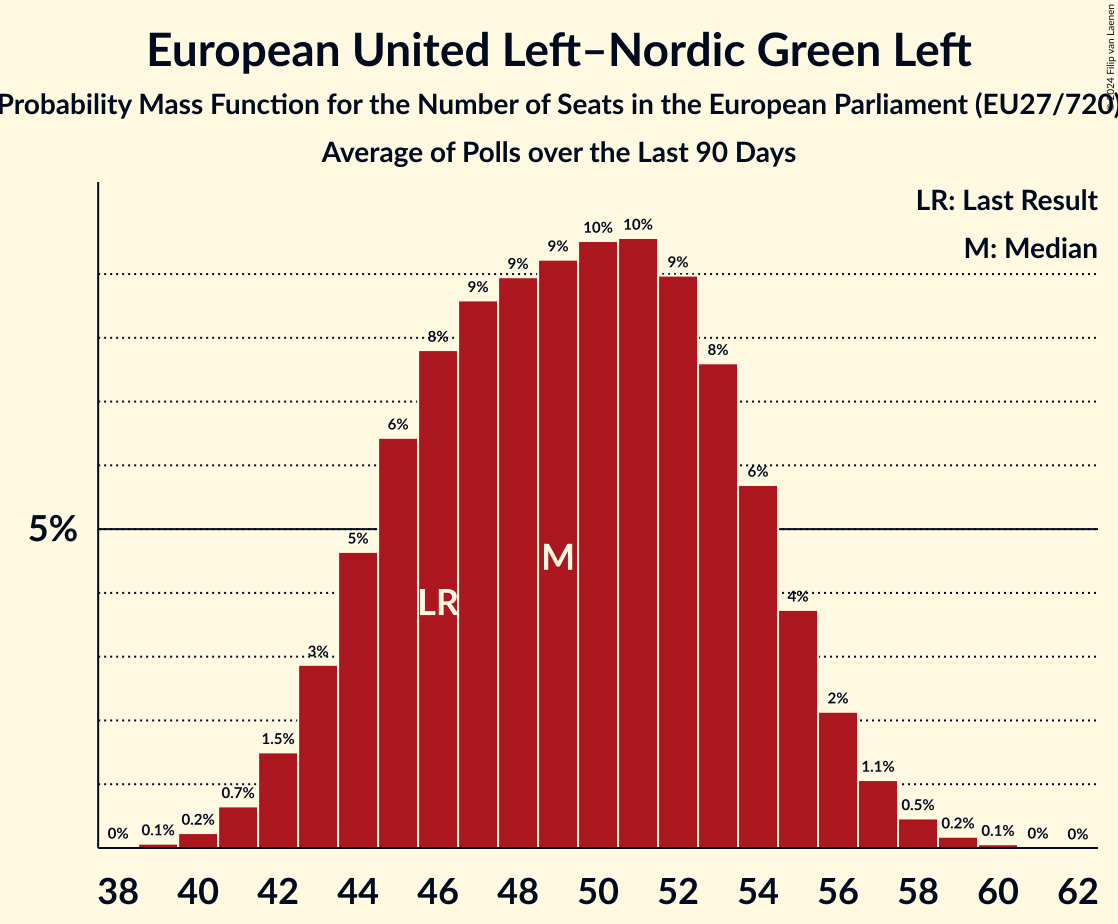 European United Left–Nordic Green Left
Probability Mass Function for the Number of Seats in the European Parliament (EU27/720)
Average of Polls over the Last 90 Days
LR: Last Result
M: Median
5%
0% 0.1% 0.2% 0.7% 1.5% 3% 5% 6% 8% 9% 9% 9% 10% 10% 9% 8% 6% 4% 2% 1.1% 0.5% 0.2% 0.1% 0% 0%
LR M
38 40 42 44 46 48 50 52 54 56 58 60 62
2024 Filip van Laenen